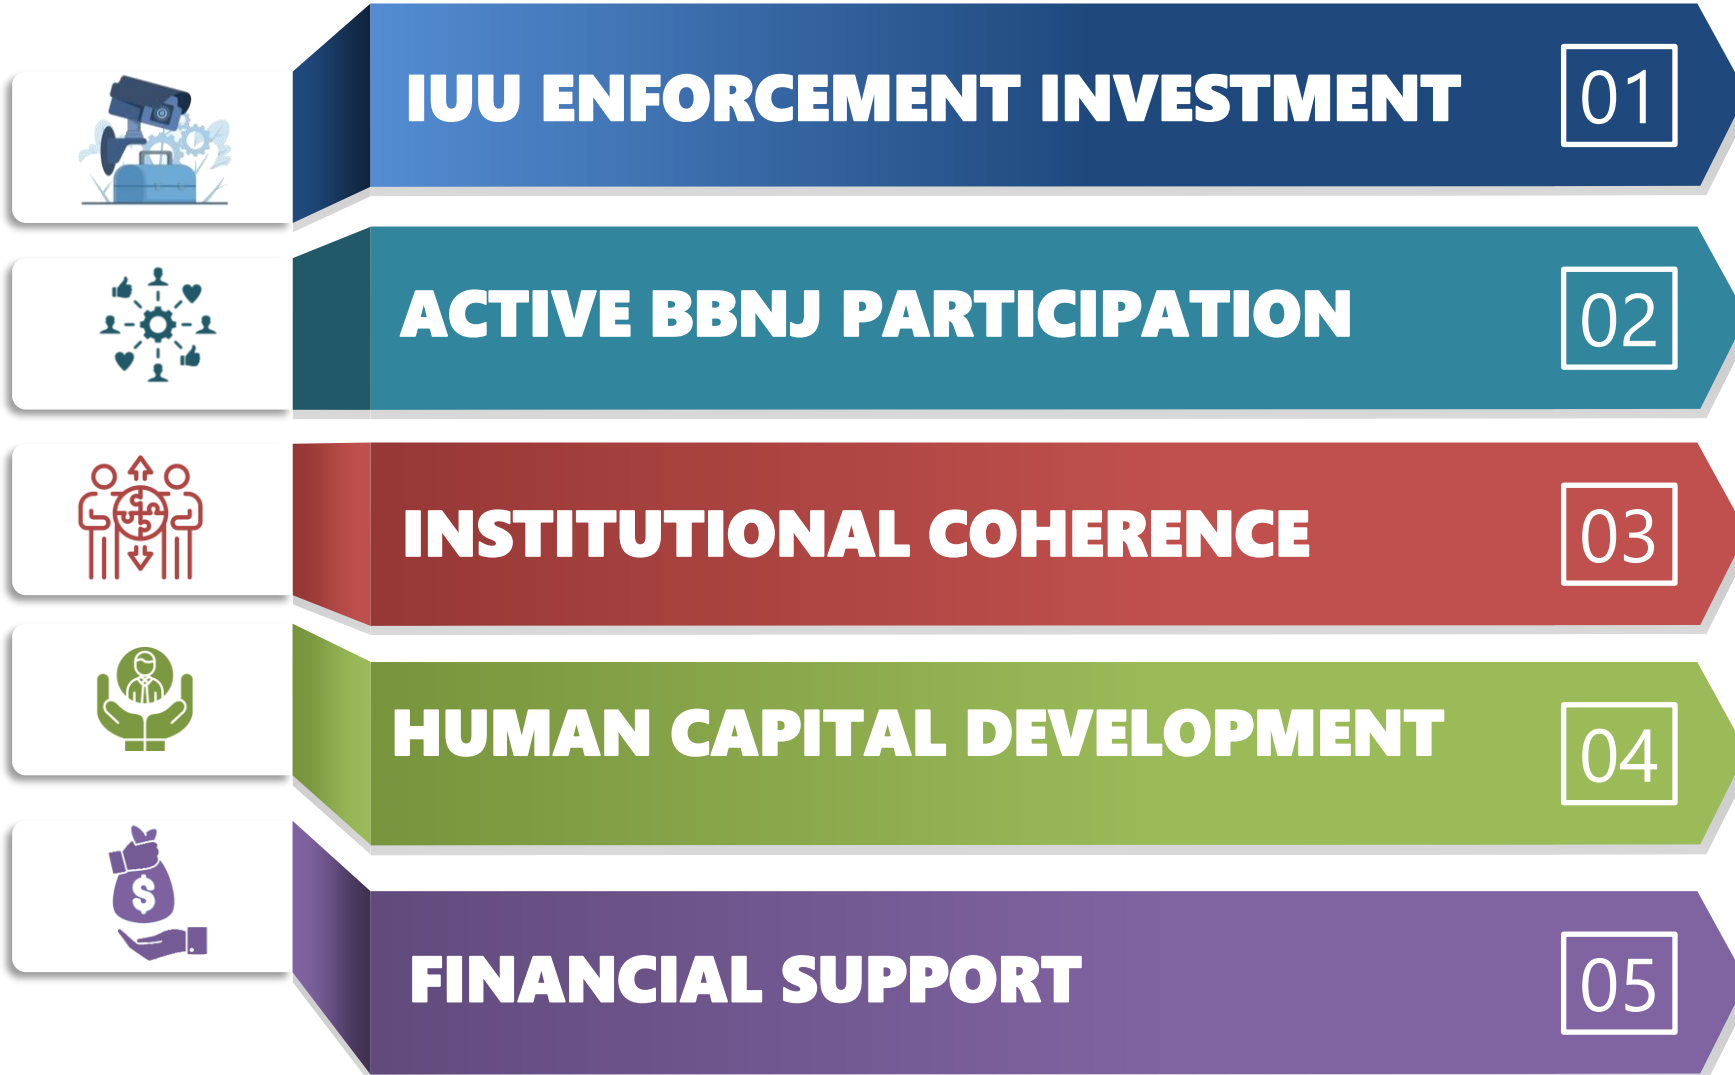 IUU ENFORCEMENT INVESTMENT 01
ACTIVE BBNJ PARTICIPATION 02
INSTITUTIONAL COHERENCE 03
HUMAN CAPITAL DEVELOPMENT 04
$
FINANCIAL SUPPORT 05